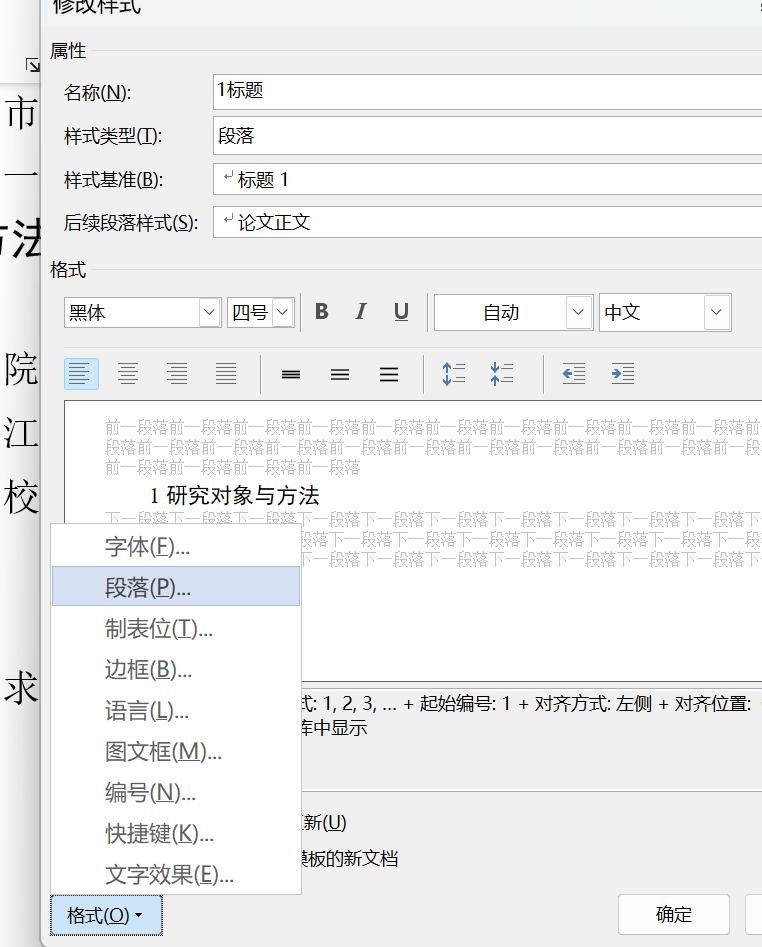 修改样式
属性
市
名称(N):
1标题
样式类型(T):
段落
一
样式基准(B):
标题 1
后续段落样式(S):
论文正文
方法
格式
黑体
四号
B
I
U
自动
中文
院
江
校
前一段落前一段落前一段落前一段落前一段落前一段落前一段落前一段落前一段落前一段落前
段落前一段落前一段落前一段落前一段落前一段落前一段落前一段落前一段落前一段落前一段
前一段落前一段落前一段落前一段落
1 研究对象与方法
下一段落下一段落下一段落下一段落下一段落下一段落下一段落下一段落下一段落下一段落下
段落下一段落下一段落下一段落下一段落下一段落下一段落下
下一段落下一段落下一段落下一段落下一段落下一段落下一段落下
字体(F)...
段落(P)...
制表位(T)...
边框(B)...
求
语言(L)...
式: 1, 2, 3, ... + 起始编号: 1 + 对齐方式: 左侧 + 对齐位置:
库中显示
图文框(M)...
编号(N)...
新(U)
快捷键(K)...
模板的新文档
文字效果(E)...
格式(O)
确定